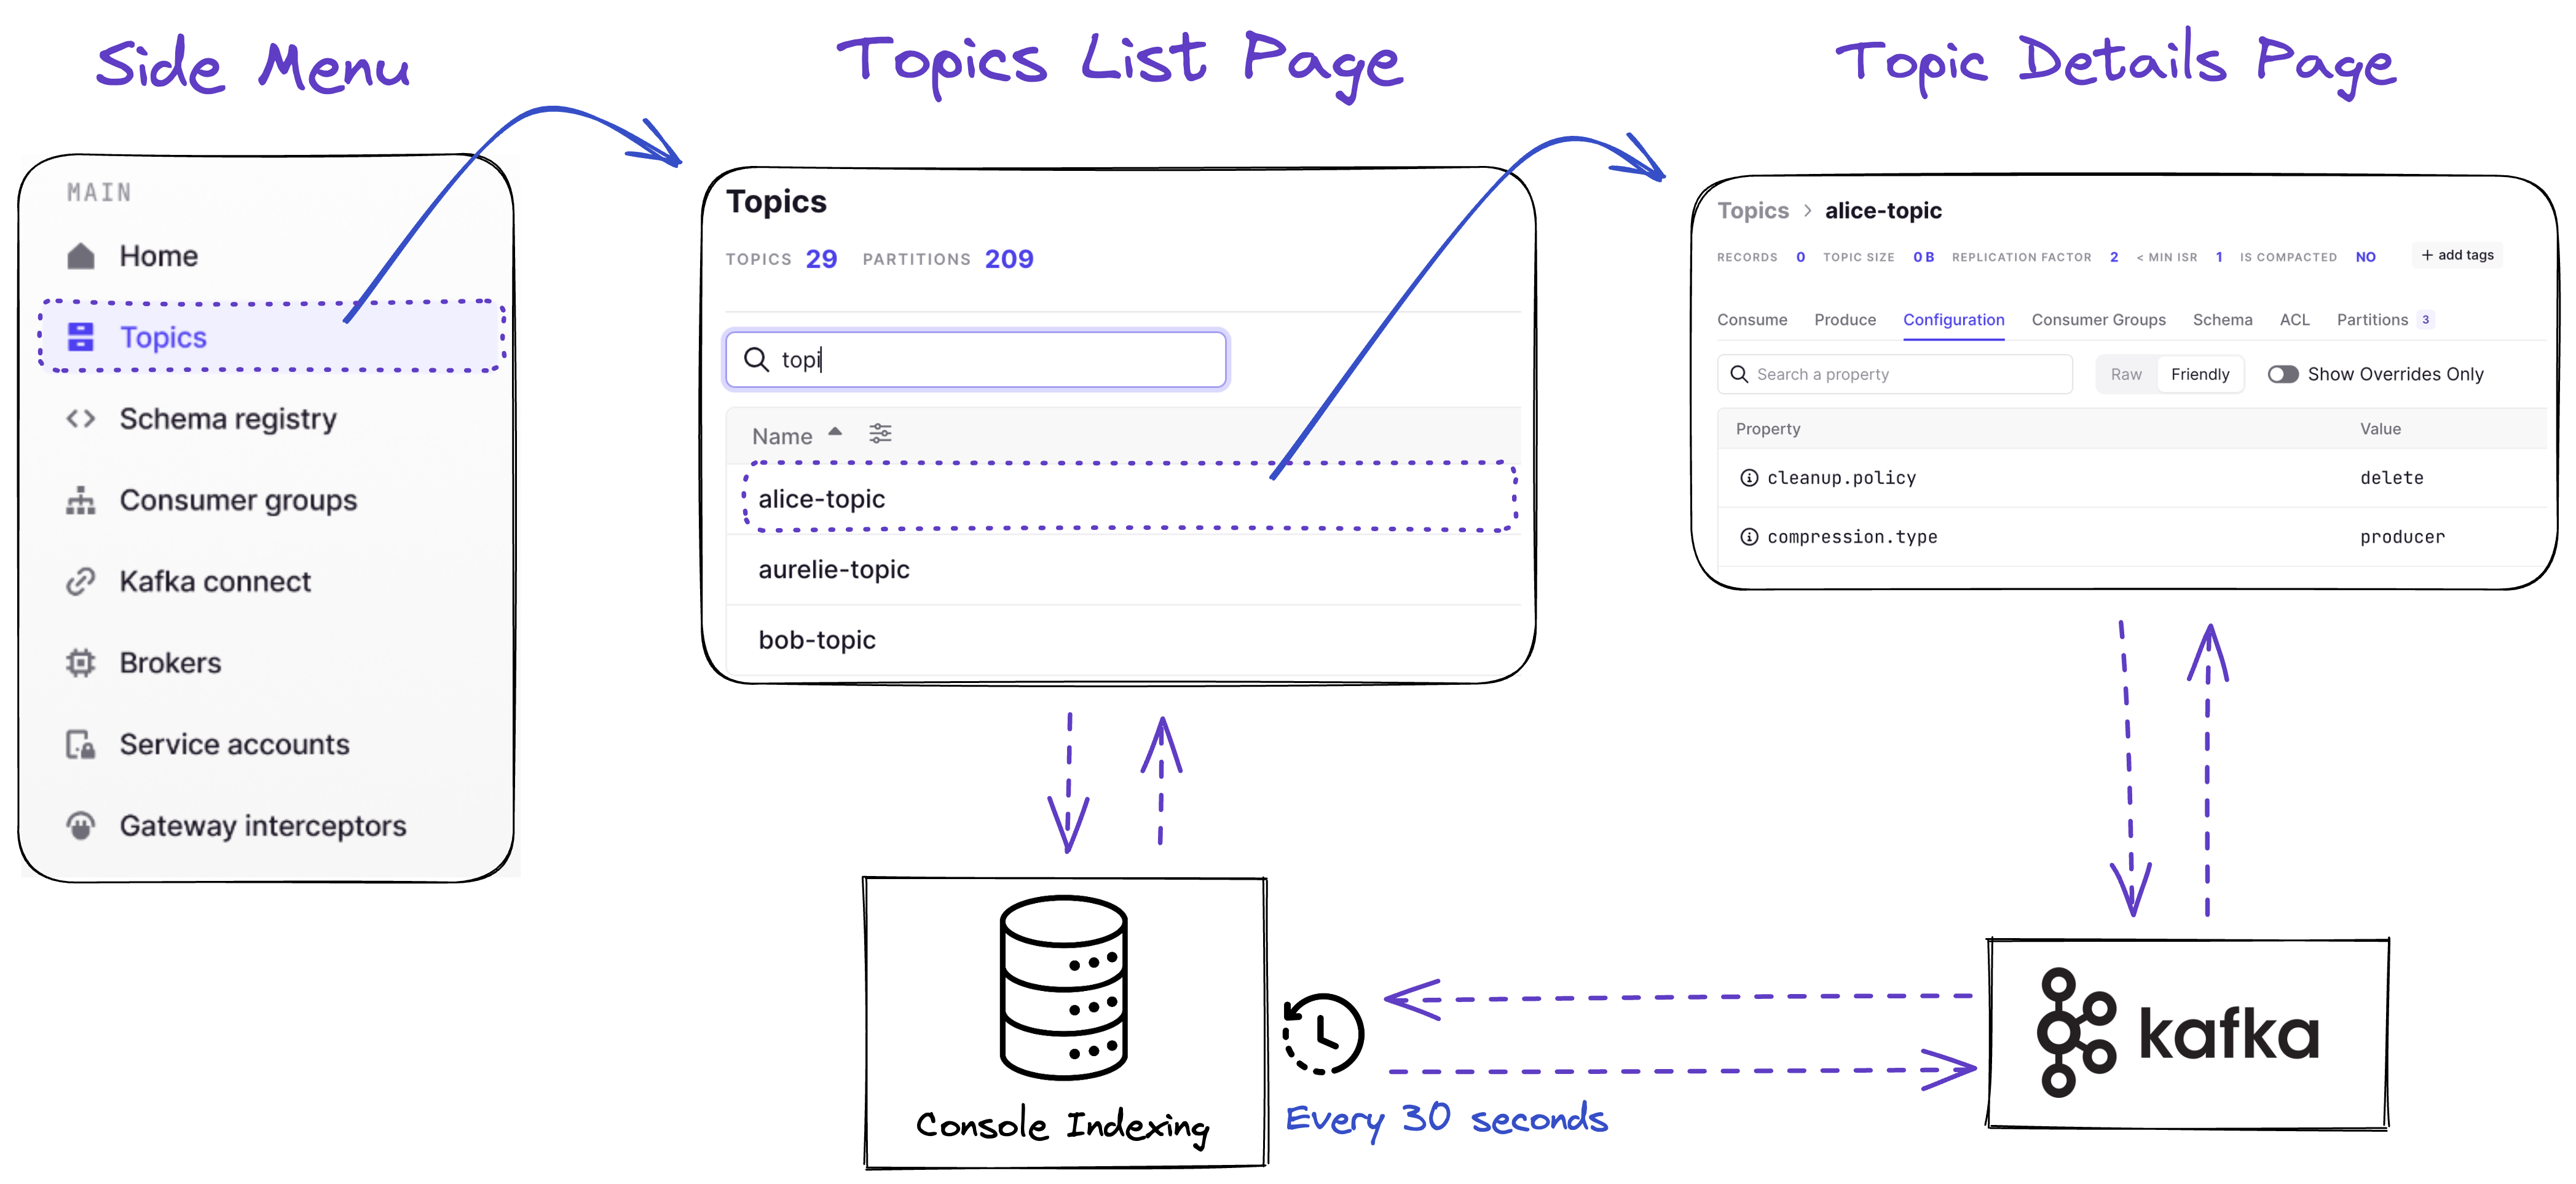 Side Menu
MAIN
Home
Topics
Schema registry
Consumer groups
Kafka connect
Brokers
Service accounts
Gateway interceptors
Topics List Page
Topics
TOPICS 29 PARTITIONS 209
topi
Name
alice-topic
aurelie-topic
bob-topic
Topic Details Page
Topics > alice-topic
RECORDS 0 TOPIC SIZE 0 B REPLICATION FACTOR 2 < MIN ISR 1 IS COMPACTED NO + add tags
Consume Produce Configuration Consumer Groups Schema ACL Partitions 3
Search a property Raw Friendly Show Overrides Only
Property Value
cleanup.policy delete
compression.type producer
Console Indexing
Every 30 seconds
kafka